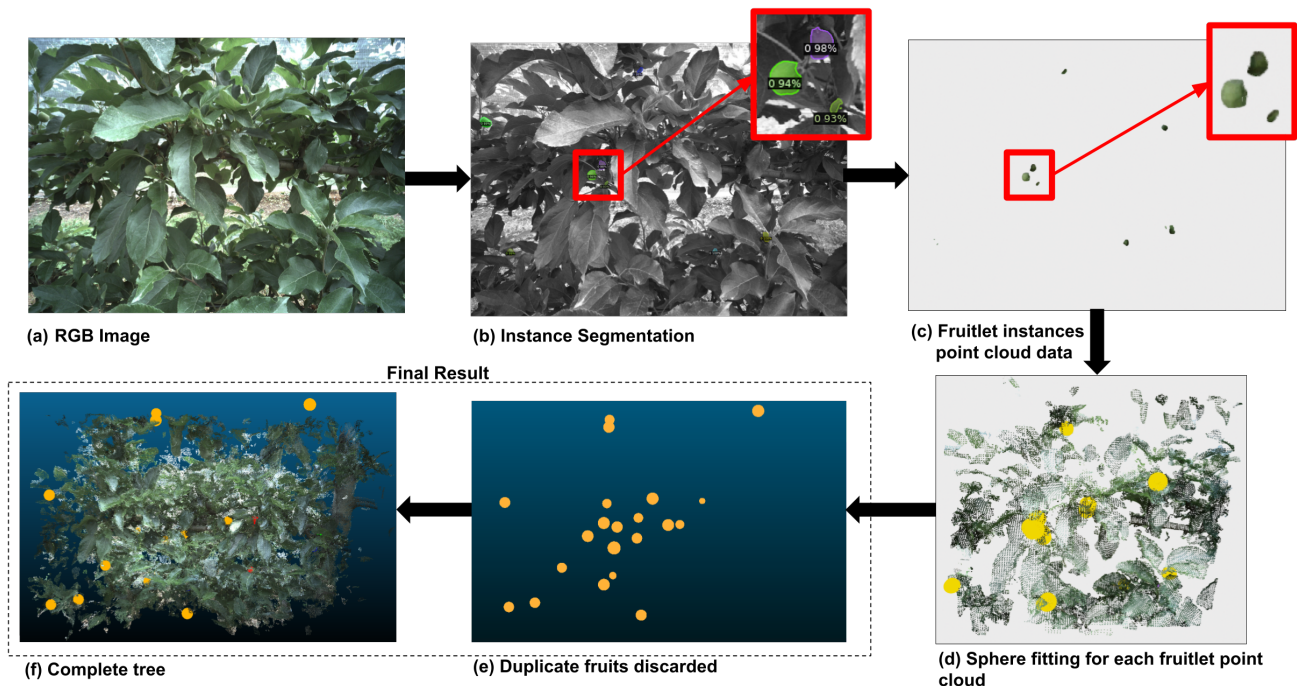 0 98%
0 94%
0 93%
(a) RGB Image
(b) Instance Segmentation
(c) Fruitlet instances
point cloud data
Final Result
(f) Complete tree
(e) Duplicate fruits discarded
(d) Sphere fitting for each fruitlet point
cloud